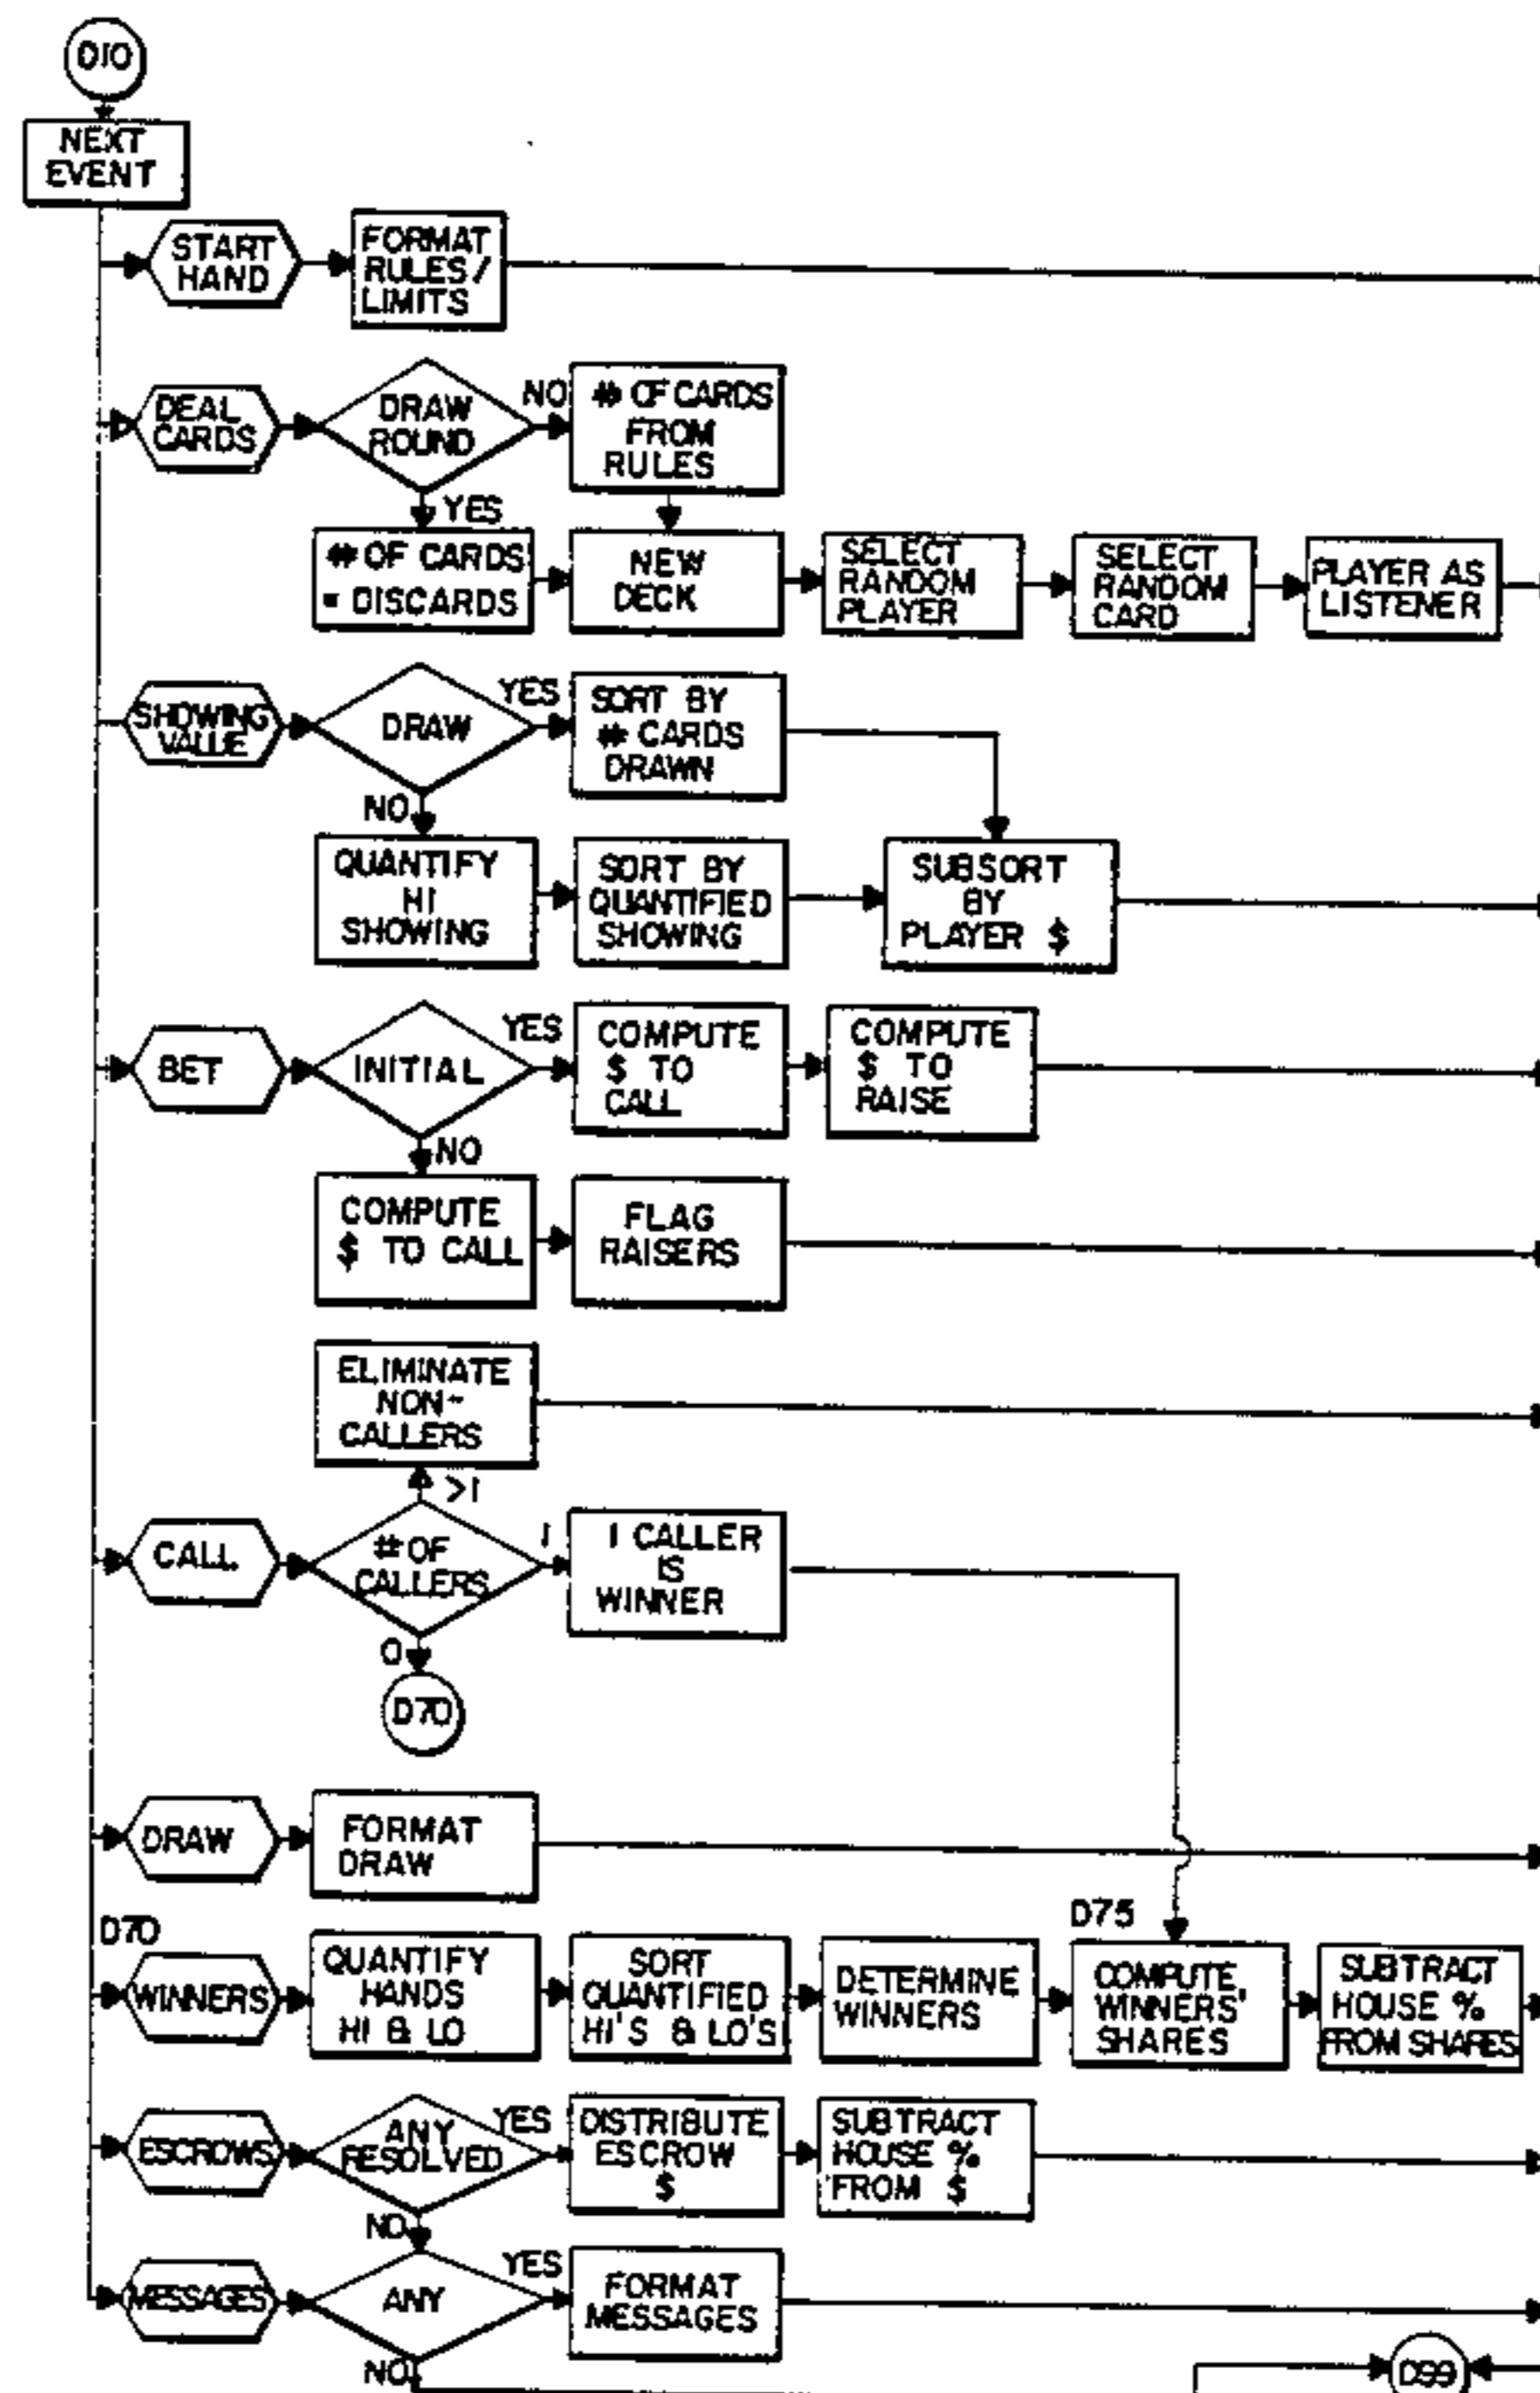 D10
NEXT
EVENT
START
HAND
FORMAT
RULES/
LIMITS
DEAL
CARDS
DRAW
ROUND
NO
# OF CARDS
FROM
RULES
YES
# OF CARDS
= DISCARDS
NEW
DECK
SELECT
RANDOM
PLAYER
SELECT
RANDOM
CARD
PLAYER AS
LISTENER
SHOWING
VALUE
DRAW
YES
SORT BY
# CARDS
DRAWN
NO
QUANTIFY
HI
SHOWING
SORT BY
QUANTIFIED
SHOWING
SUBSORT
BY
PLAYER $
BET
INITIAL
YES
COMPUTE
$ TO
CALL
COMPUTE
$ TO
RAISE
NO
COMPUTE
$ TO CALL
FLAG
RAISERS
ELIMINATE
NON-
CALLERS
>1
CALL
# OF
CALLERS
1
1 CALLER
IS
WINNER
0
D70
DRAW
FORMAT
DRAW
D70
WINNERS
QUANTIFY
HANDS
HI & LO
SORT
QUANTIFIED
HI'S & LO'S
DETERMINE
WINNERS
D75
COMPUTE
WINNERS'
SHARES
SUBTRACT
HOUSE %
FROM SHARES
ESCROWS
ANY
RESOLVED
YES
DISTRIBUTE
ESCROW
$
SUBTRACT
HOUSE %
FROM $
NO
MESSAGES
ANY
YES
FORMAT
MESSAGES
NO
D99